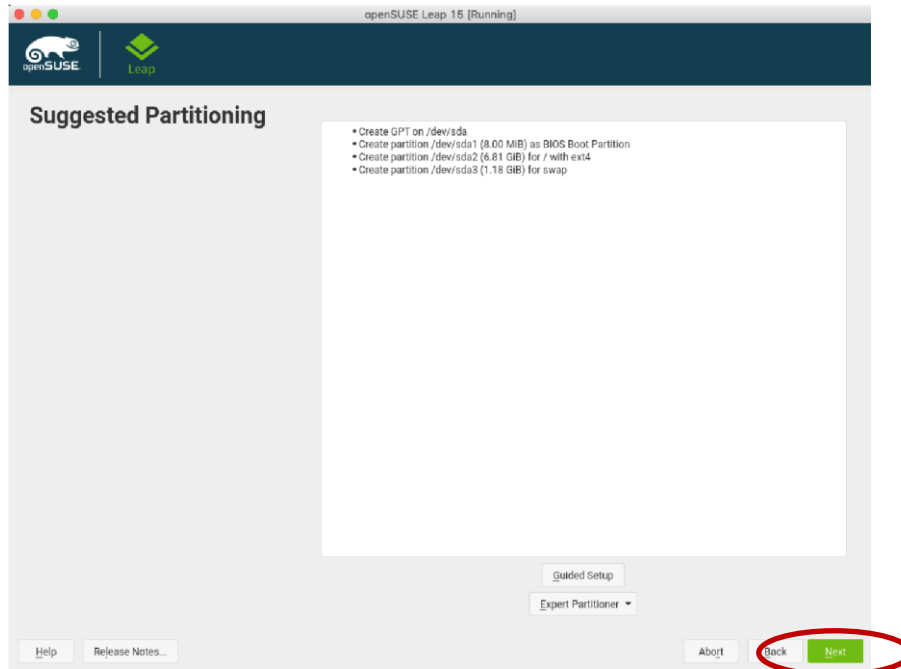 openSUSE Leap 15 [Running]
openSUSE.
Leap
Suggested Partitioning
• Create GPT on /dev/sda
• Create partition /dev/sda1 (8.00 MiB) as BIOS Boot Partition
• Create partition /dev/sda2 (6.81 GiB) for / with ext4
• Create partition /dev/sda3 (1.18 GiB) for swap
Guided Setup
Expert Partitioner
Help
Release Notes...
Abort
Back
Next